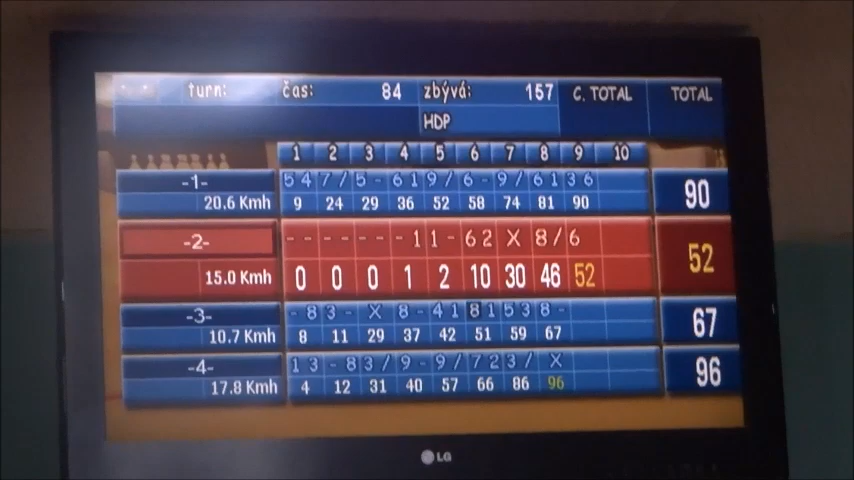 turn: čas: 84 zbývá: 157 C. TOTAL TOTAL
HDP
1 2 3 4 5 6 7 8 9 10
-1- 5 4 7 / 5 - 6 1 9 / 6 - 9 / 6 1 3 6
20.6 Kmh 9 24 29 36 52 58 74 81 90 90
-2- - - - - - - - 1 1 - 6 2 X 8 / 6
15.0 Kmh 0 0 0 1 2 10 30 46 52 52
-3- - 8 3 - X 8 - 4 1 8 1 5 3 8 -
10.7 Kmh 8 11 29 37 42 51 59 67 67
-4- 1 3 - 8 3 / 9 - 9 / 7 2 3 / X
17.8 Kmh 4 12 31 40 57 66 86 96 96
LG